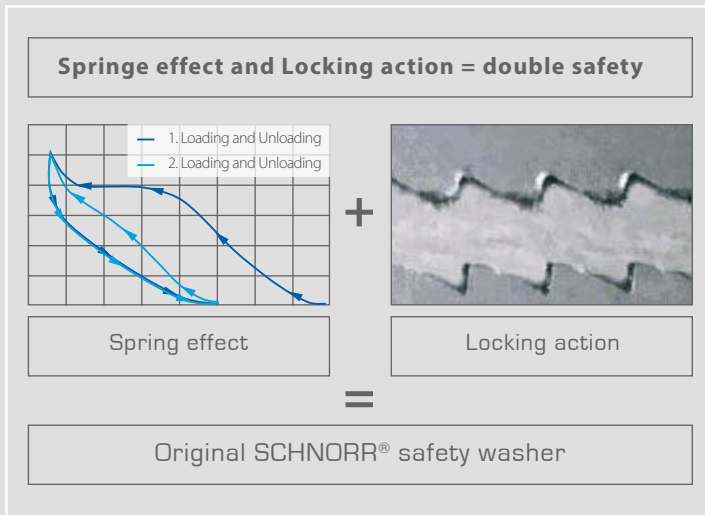 Springe effect and Locking action = double safety
1. Loading and Unloading
2. Loading and Unloading
+
Spring effect
Locking action
=
Original SCHNORR® safety washer